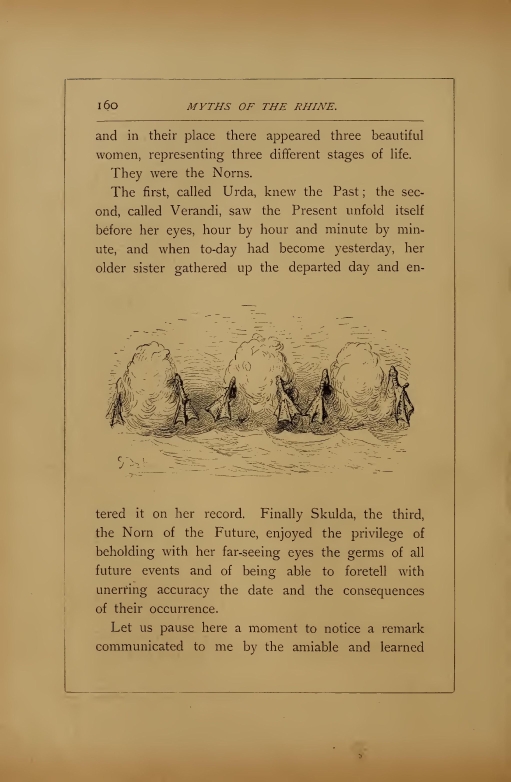 160 MYTHS OF THE RHINE.
and in their place there appeared three beautiful
women, representing three different stages of life.
They were the Norns.
The first, called Urda, knew the Past; the sec-
ond, called Verandi, saw the Present unfold itself
before her eyes, hour by hour and minute by min-
ute, and when to-day had become yesterday, her
older sister gathered up the departed day and en-
tered it on her record. Finally Skulda, the third,
the Norn of the Future, enjoyed the privilege of
beholding with her far-seeing eyes the germs of all
future events and of being able to foretell with
unerring accuracy the date and the consequences
of their occurrence.
Let us pause here a moment to notice a remark
communicated to me by the amiable and learned